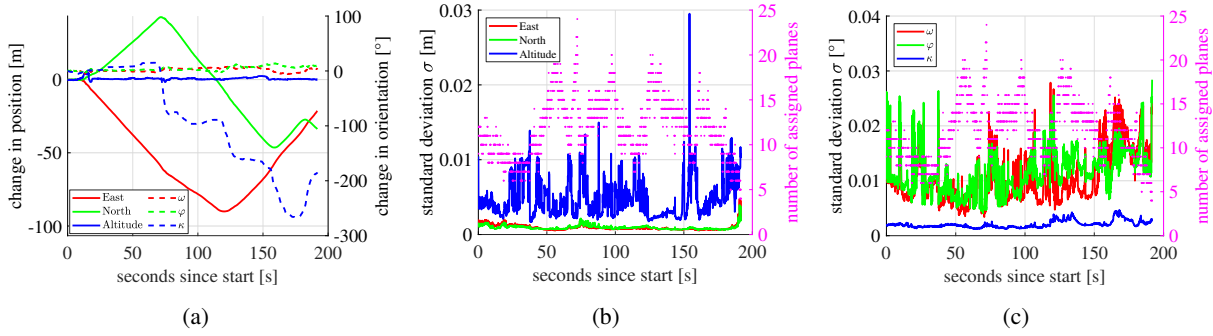 change in position [m]
0
-50
-100
100
0
-100
-200
-300
change in orientation [°]
East
North
Altitude
ω
φ
κ
0 50 100 150 200
seconds since start [s]
(a)
standard deviation σ [m]
0.03
0.02
0.01
0
25
20
15
10
5
0
number of assigned planes
East
North
Altitude
0 50 100 150 200
seconds since start [s]
(b)
standard deviation σ [°]
0.04
0.03
0.02
0.01
0
25
20
15
10
5
0
number of assigned planes
ω
φ
κ
0 50 100 150 200
seconds since start [s]
(c)